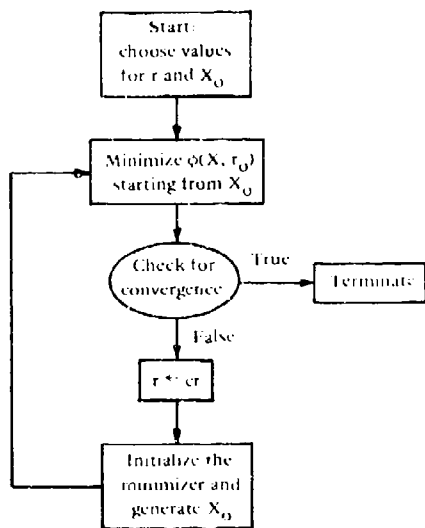 Start:
choose values
for r and X₀
Minimize φ(X, r₀)
starting from X₀
Check for
convergence
True
Terminate
False
r cr
Initialize the
minimizer and
generate X₀